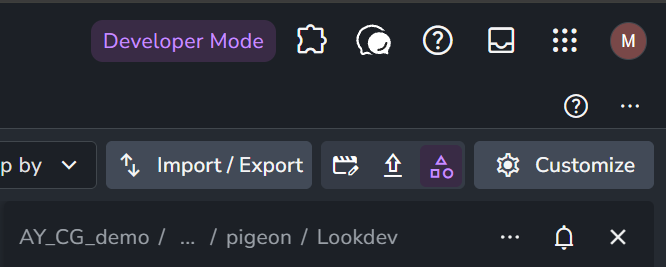 Developer Mode
M
p by
Import / Export
Customize
AY_CG_demo / ... / pigeon / Lookdev